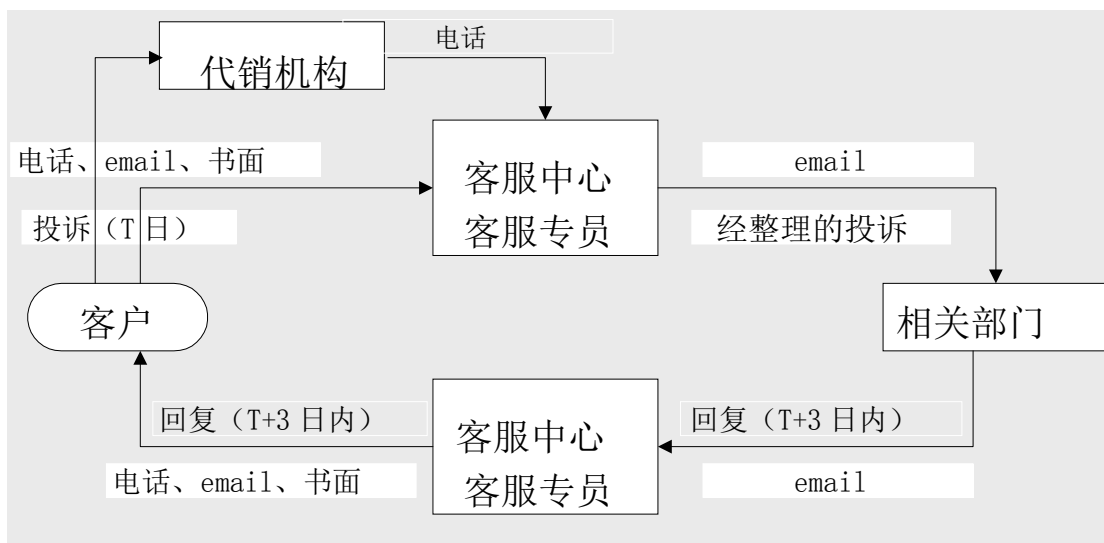 电话
代销机构
电话、email、书面
客服中心
客服专员
email
投诉（T日）
经整理的投诉
客户
相关部门
回复（T+3 日内）
客服中心
客服专员
回复（T+3 日内）
电话、email、书面
email